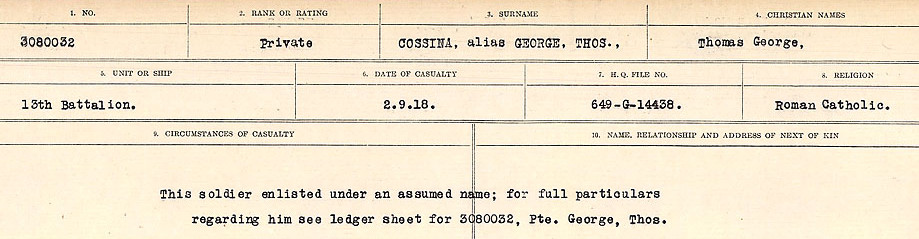 1. NO.
2. RANK OR RATING
3. SURNAME
4. CHRISTIAN NAMES
3080032
Private
COSSINA, alias GEORGE, THOS.,
Thomas George,
5. UNIT OR SHIP
6. DATE OF CASUALTY
7. H.Q. FILE NO.
8. RELIGION
13th Battalion.
2.9.18.
649-G-14438.
Roman Catholic.
9. CIRCUMSTANCES OF CASUALTY
10. NAME, RELATIONSHIP AND ADDRESS OF NEXT OF KIN
This soldier enlisted under an assumed name; for full particulars
regarding him see ledger sheet for 3080032, Pte. George, Thos.